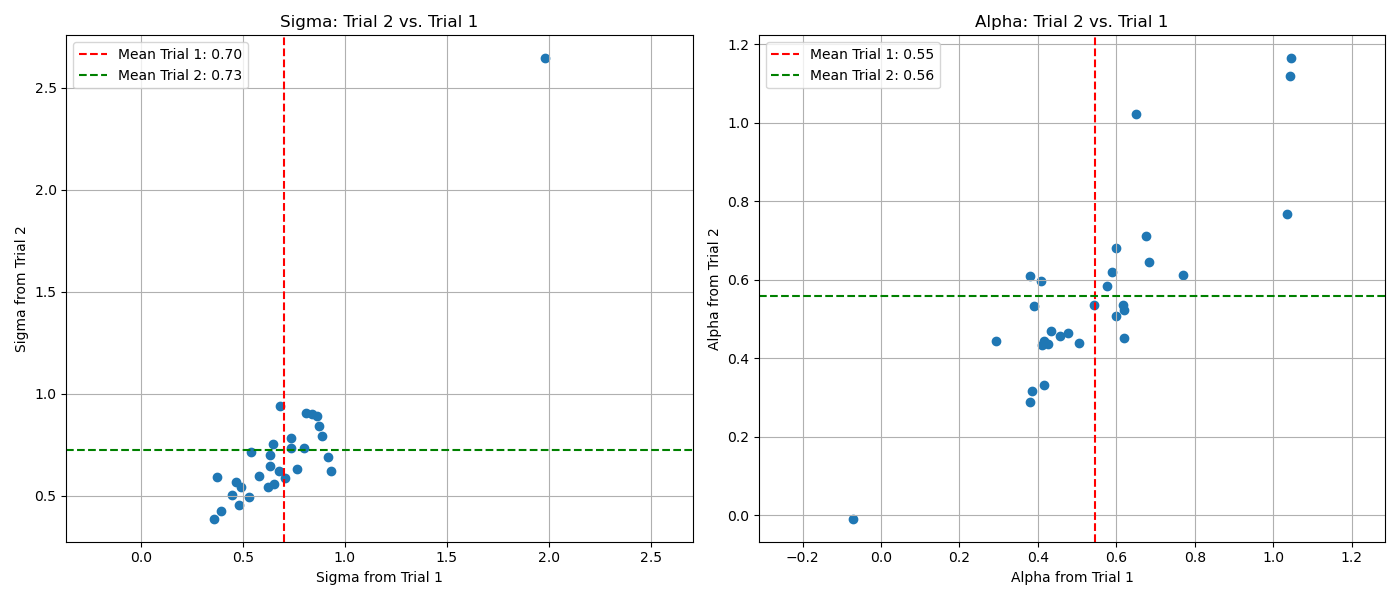 Sigma: Trial 2 vs. Trial 1
Mean Trial 1: 0.70
Mean Trial 2: 0.73
2.5
2.0
1.5
1.0
0.5
Sigma from Trial 2
0.0 0.5 1.0 1.5 2.0 2.5
Sigma from Trial 1
Alpha: Trial 2 vs. Trial 1
Mean Trial 1: 0.55
Mean Trial 2: 0.56
1.2
1.0
0.8
0.6
0.4
0.2
0.0
Alpha from Trial 2
−0.2 0.0 0.2 0.4 0.6 0.8 1.0 1.2
Alpha from Trial 1